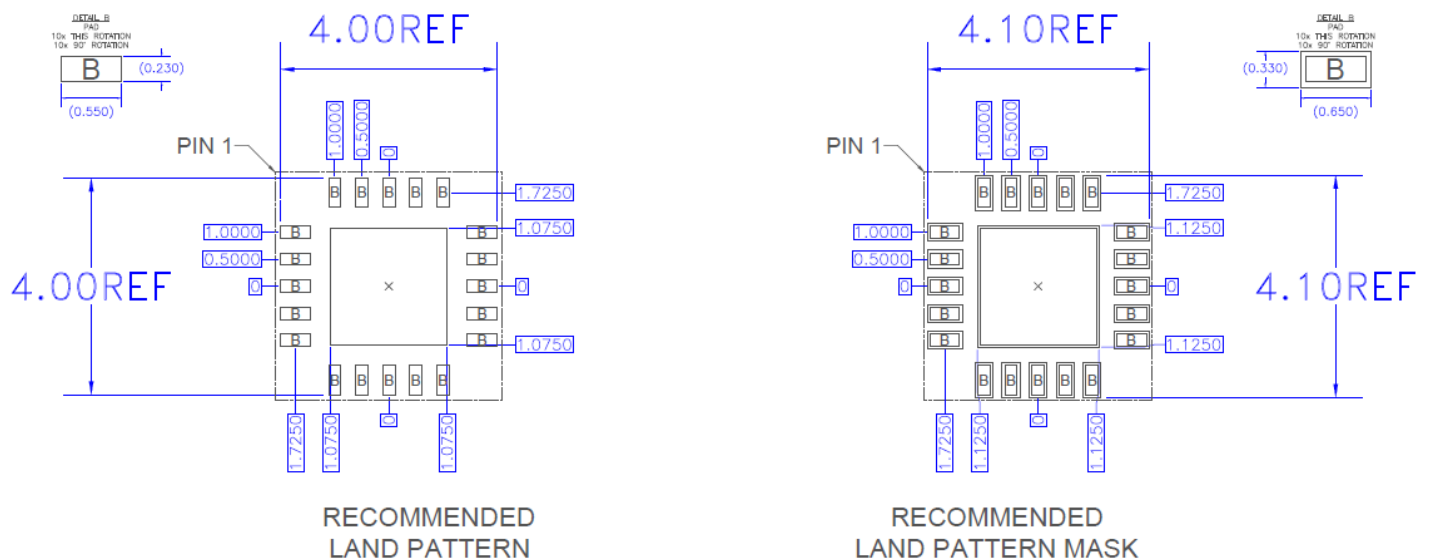 DETAIL B
PAD
10x THIS ROTATION
10x 90° ROTATION
B
(0.230)
(0.550)
4.00REF
PIN 1
1.0000
0.5000
0
B B B B B
1.7250
1.0750
1.0000
B
B
0.5000
B
B
0
B
B
0
4.00REF
B
B
B
B
1.0750
B B B B B
0
1.7250
1.0750
1.0750
RECOMMENDED
LAND PATTERN
4.10REF
DETAIL B
PAD
10x THIS ROTATION
10x 90° ROTATION
B
(0.330)
(0.650)
PIN 1
1.0000
0.5000
0
B B B B B
1.7250
1.1250
1.0000
B
B
0.5000
B
B
0
B
B
0
4.10REF
B
B
B
B
1.1250
B B B B B
0
1.7250
1.1250
1.1250
RECOMMENDED
LAND PATTERN MASK